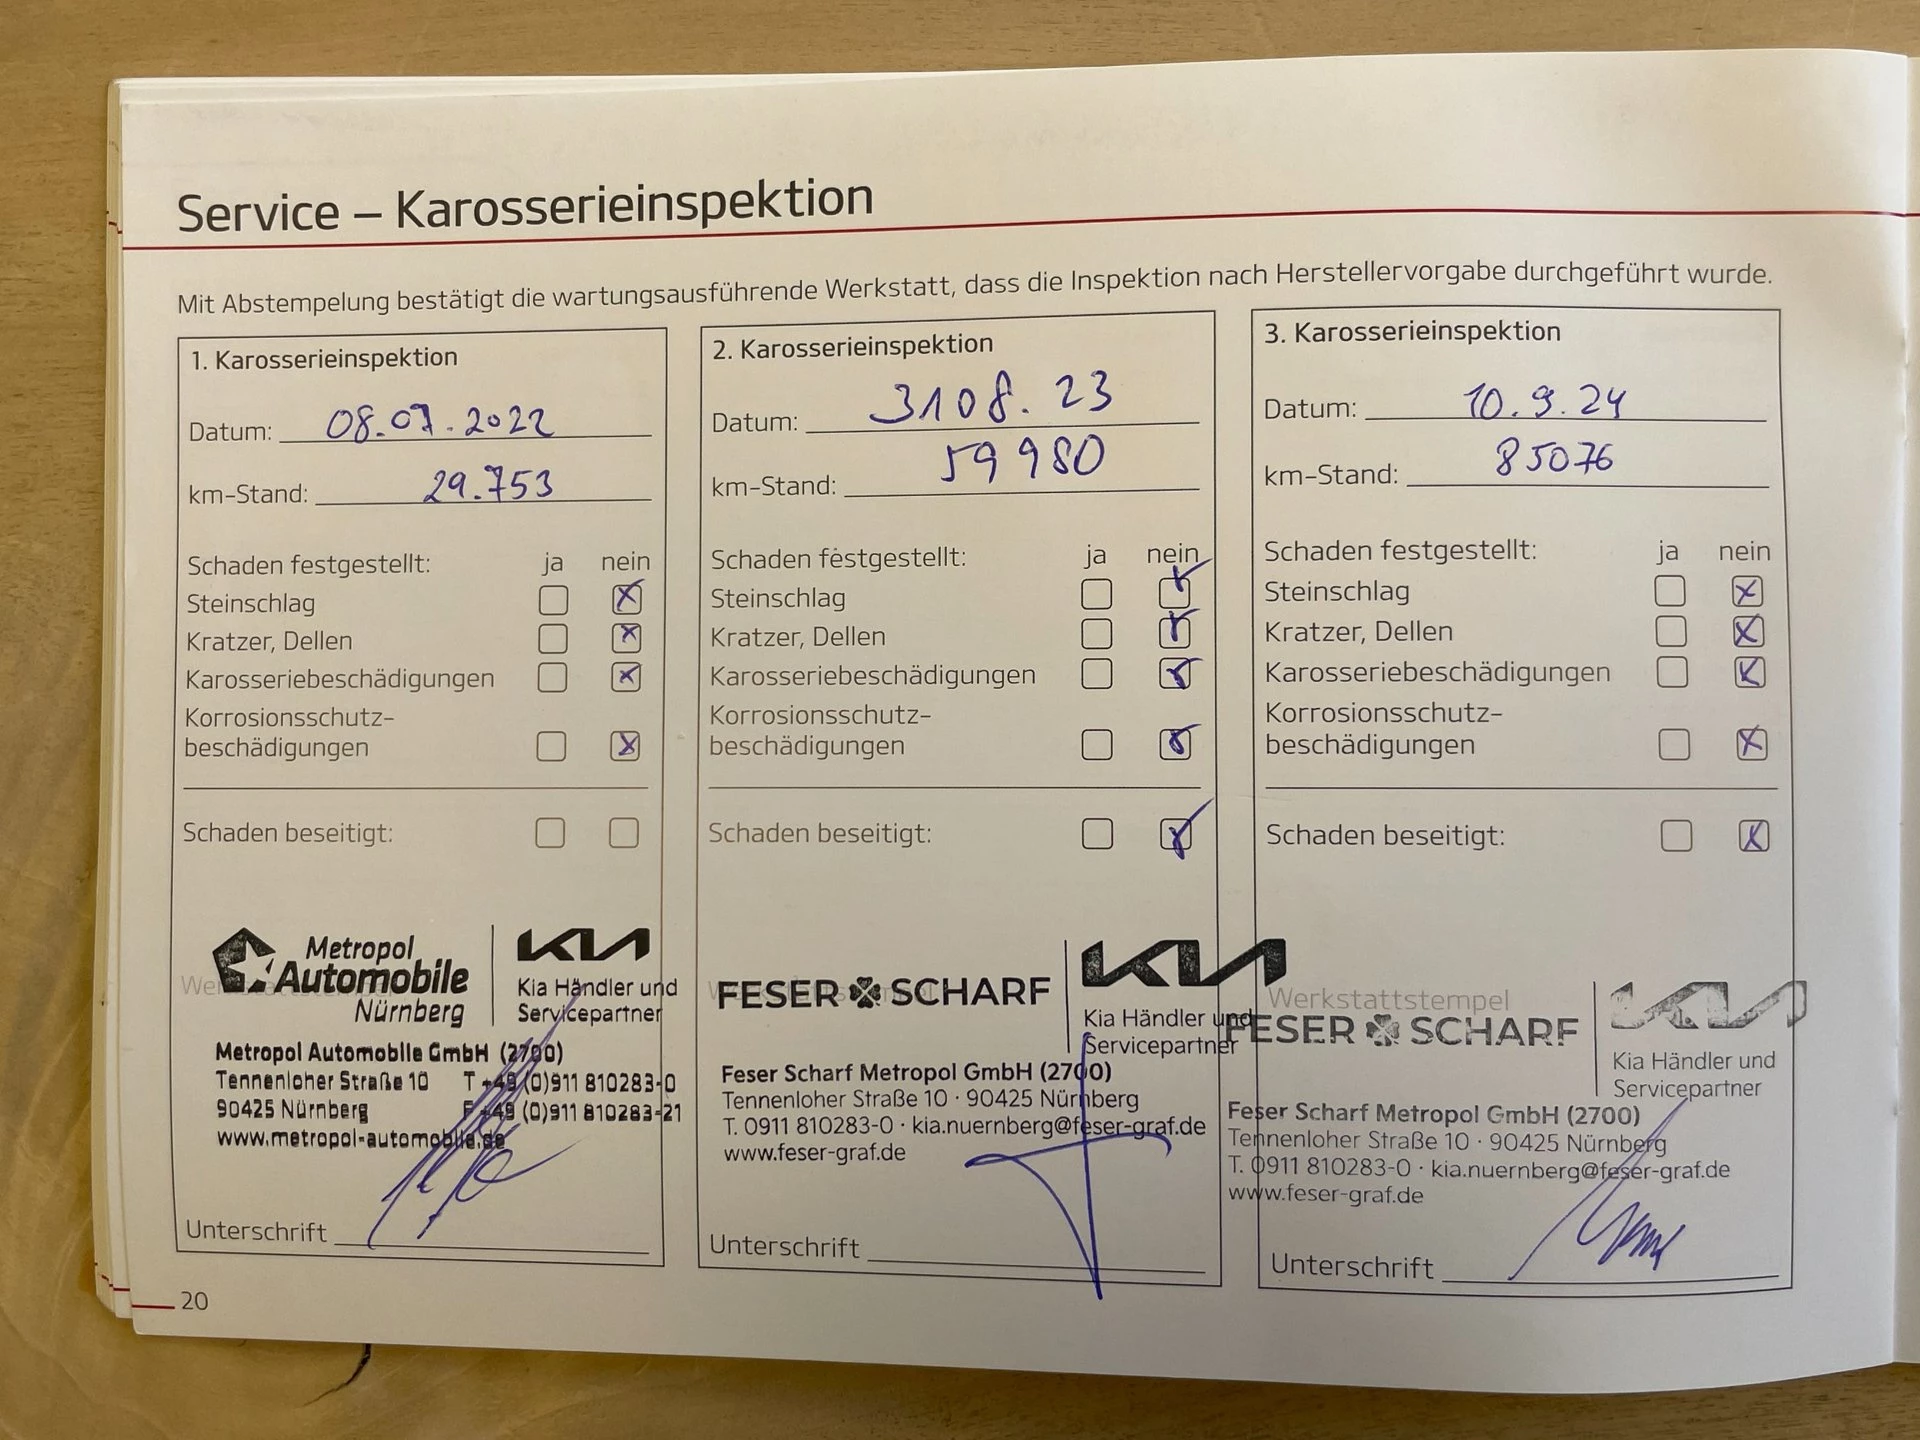 Service – Karosserieinspektion
Mit Abstempelung bestätigt die wartungsausführende Werkstatt, dass die Inspektion nach Herstellervorgabe durchgeführt wurde.
1. Karosserieinspektion
Datum: 08.07.2022
km-Stand: 29.753
Schaden festgestellt: ja nein
Steinschlag
Kratzer, Dellen
Karosseriebeschädigungen
Korrosionsschutz-
beschädigungen
Schaden beseitigt:
Metropol
Automobile
Nürnberg
KIA
Kia Händler und
Servicepartner
Metropol Automobile GmbH (2700)
Tennenloher Straße 10 T +49 (0)911 810283-0
90425 Nürnberg F +49 (0)911 810283-21
www.metropol-automobile.de
Unterschrift
2. Karosserieinspektion
Datum: 3108.23
km-Stand: 59980
Schaden festgestellt: ja nein
Steinschlag
Kratzer, Dellen
Karosseriebeschädigungen
Korrosionsschutz-
beschädigungen
Schaden beseitigt:
FESER SCHARF
KIA
Kia Händler und
Servicepartner
Feser Scharf Metropol GmbH (2700)
Tennenloher Straße 10 · 90425 Nürnberg
T. 0911 810283-0 · kia.nuernberg@feser-graf.de
www.feser-graf.de
Unterschrift
3. Karosserieinspektion
Datum: 10.9.24
km-Stand: 85076
Schaden festgestellt: ja nein
Steinschlag
Kratzer, Dellen
Karosseriebeschädigungen
Korrosionsschutz-
beschädigungen
Schaden beseitigt:
Werkstattstempel
FESER SCHARF
KIA
Kia Händler und
Servicepartner
Feser Scharf Metropol GmbH (2700)
Tennenloher Straße 10 · 90425 Nürnberg
T. 0911 810283-0 · kia.nuernberg@feser-graf.de
www.feser-graf.de
Unterschrift
20